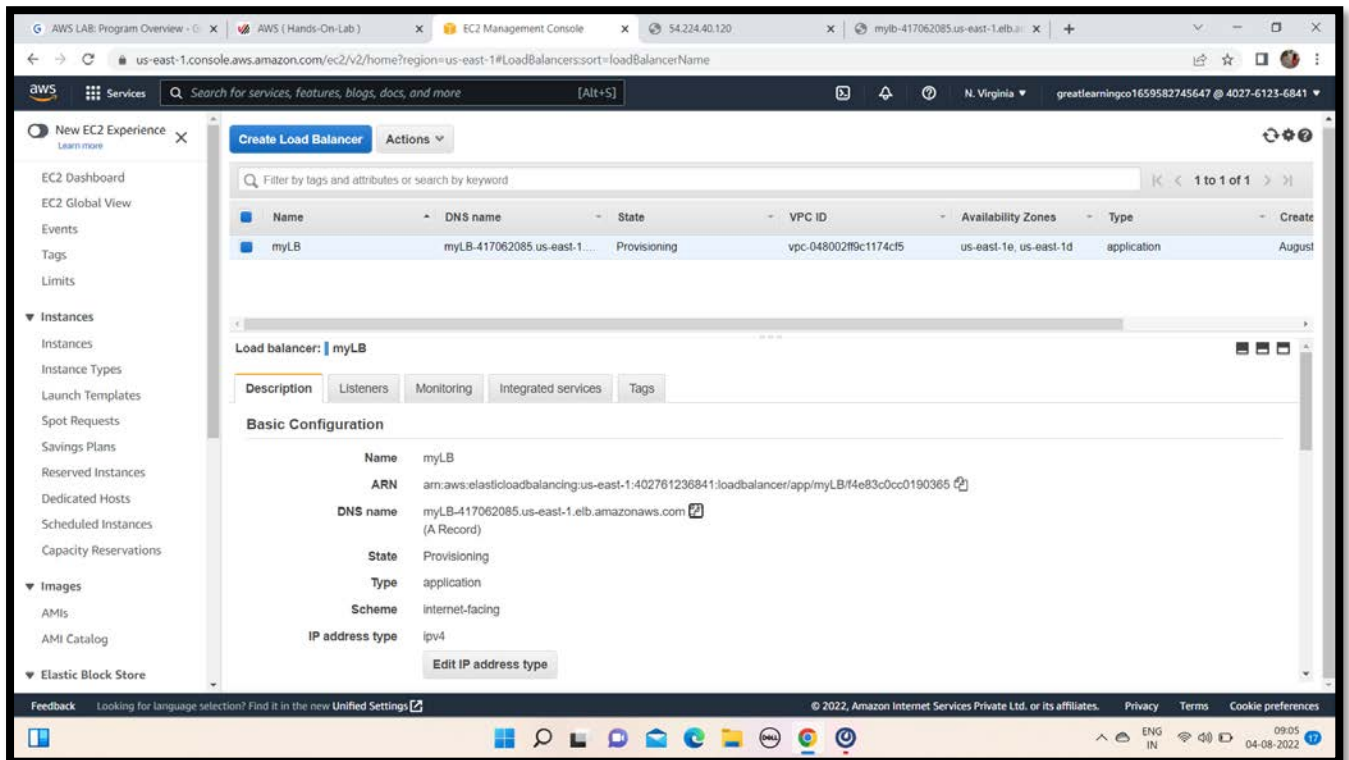 AWS LAB: Program Overview - G
AWS ( Hands-On-Lab )
EC2 Management Console
54.224.40.120
mylb-417062085.us-east-1.elb.a
us-east-1.console.aws.amazon.com/ec2/v2/home?region=us-east-1#LoadBalancers:sort=loadBalancerName
aws Services Search for services, features, blogs, docs, and more [Alt+S] N. Virginia greatlearningco1659582745647 @ 4027-6123-6841
New EC2 Experience
Learn more
EC2 Dashboard
EC2 Global View
Events
Tags
Limits
Instances
Instances
Instance Types
Launch Templates
Spot Requests
Savings Plans
Reserved Instances
Dedicated Hosts
Scheduled Instances
Capacity Reservations
Images
AMIs
AMI Catalog
Elastic Block Store
Create Load Balancer Actions
Filter by tags and attributes or search by keyword 1 to 1 of 1
Name DNS name State VPC ID Availability Zones Type Create
myLB myLB-417062085.us-east-1.... Provisioning vpc-048002ff9c1174cf5 us-east-1e, us-east-1d application August
Load balancer: myLB
Description Listeners Monitoring Integrated services Tags
Basic Configuration
Name myLB
ARN arn:aws:elasticloadbalancing:us-east-1:402761236841:loadbalancer/app/myLB/f4e83c0cc0190365
DNS name myLB-417062085.us-east-1.elb.amazonaws.com
(A Record)
State Provisioning
Type application
Scheme internet-facing
IP address type ipv4
Edit IP address type
Feedback Looking for language selection? Find it in the new Unified Settings © 2022, Amazon Internet Services Private Ltd. or its affiliates. Privacy Terms Cookie preferences
DELL
ENG
IN
09:05
04-08-2022
17